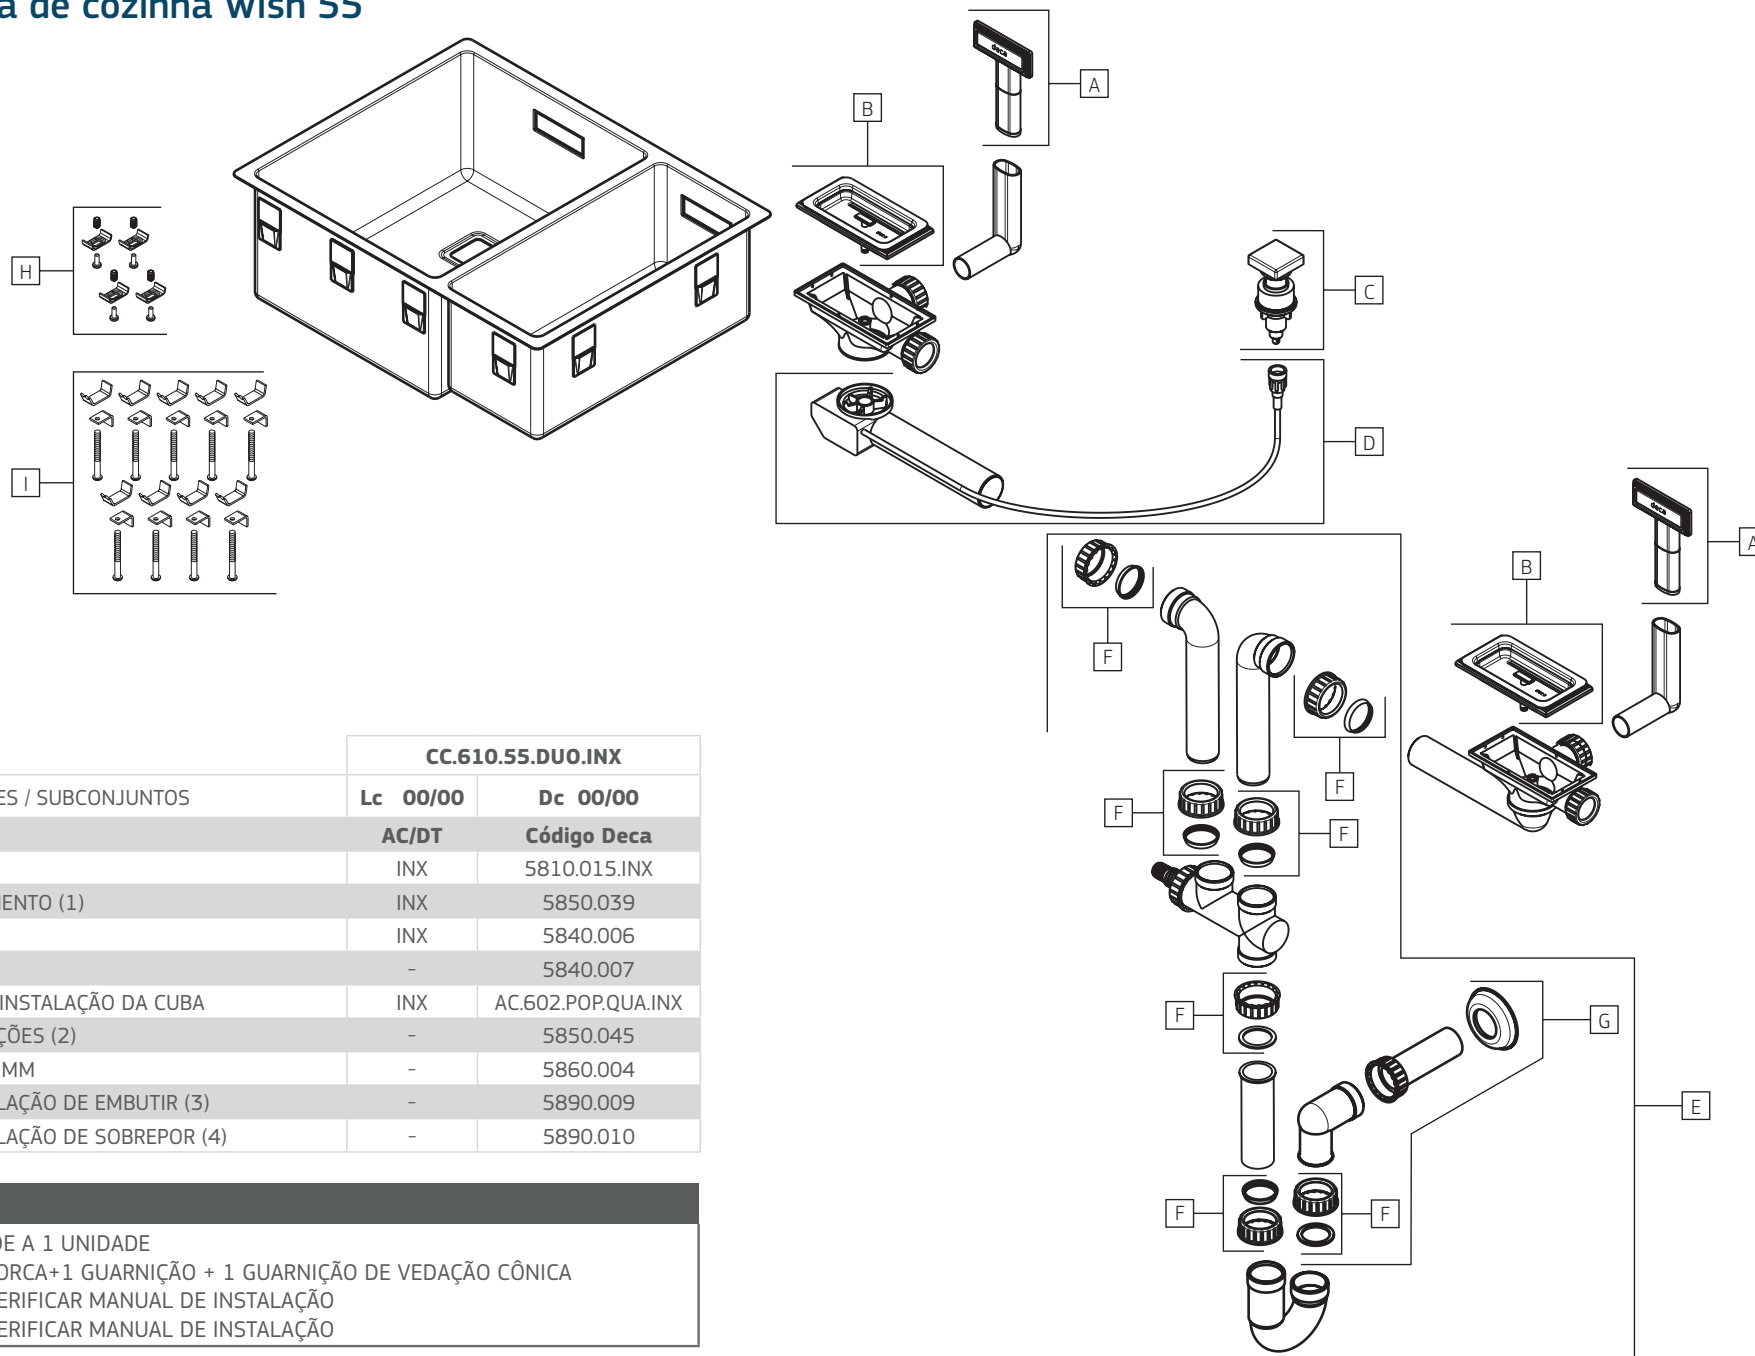 a de cozinha Wish 55
A
B
C
D
H
I
A
B
F
F
F
F
F
G
E
F
F
deca
deca
CC.610.55.DUO.INX
ES / SUBCONJUNTOS Lc 00/00 Dc 00/00
AC/DT Código Deca
INX 5810.015.INX
MENTO (1) INX 5850.039
INX 5840.006
- 5840.007
INSTALAÇÃO DA CUBA INX AC.602.POP.QUA.INX
ÇÕES (2) - 5850.045
MM - 5860.004
LAÇÃO DE EMBUTIR (3) - 5890.009
LAÇÃO DE SOBREPOR (4) - 5890.010
DE A 1 UNIDADE
ORCA+1 GUARNIÇÃO + 1 GUARNIÇÃO DE VEDAÇÃO CÔNICA
ERIFICAR MANUAL DE INSTALAÇÃO
ERIFICAR MANUAL DE INSTALAÇÃO